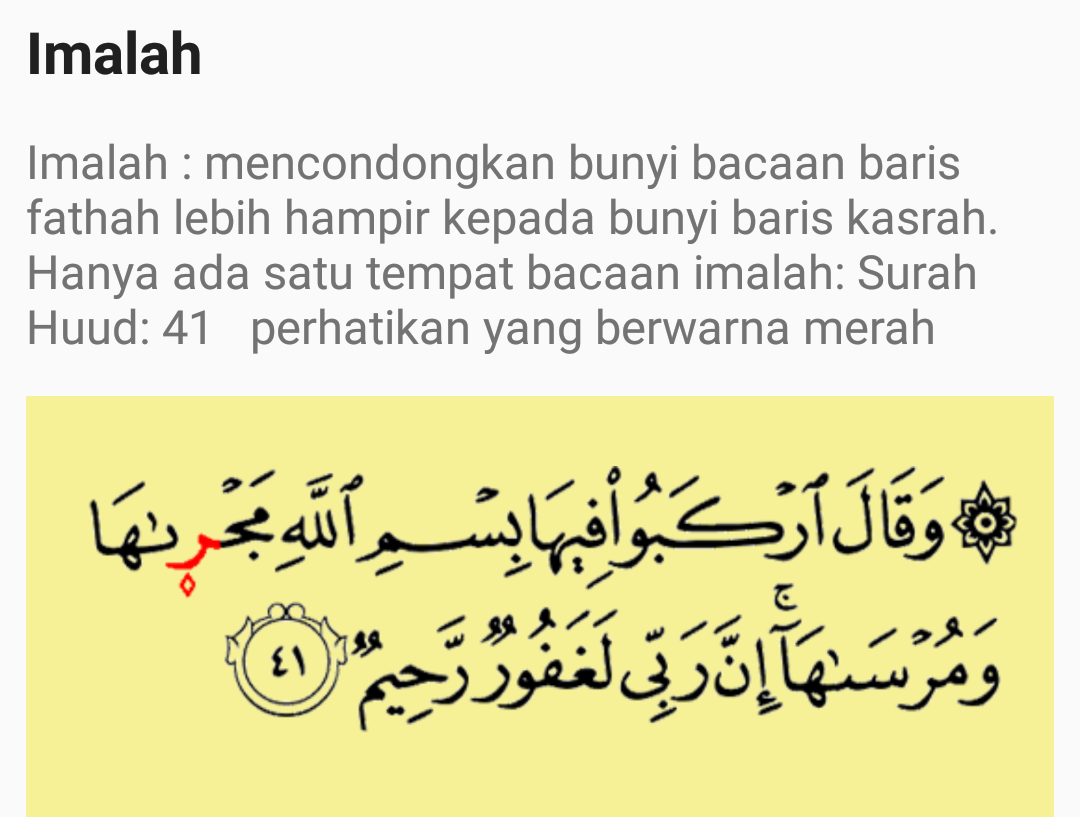 Imalah
Imalah : mencondongkan bunyi bacaan baris
fathah lebih hampir kepada bunyi baris kasrah.
Hanya ada satu tempat bacaan imalah: Surah
Huud: 41 perhatikan yang berwarna merah
۞ وَقَالَ ٱرۡكَبُواْ فِيهَا بِسۡمِ ٱللَّهِ مَجۡر۪ىٰهَا
وَمُرۡسَىٰهَآۚ إِنَّ رَبِّي لَغَفُورٞ رَّحِيمٞ ٤١